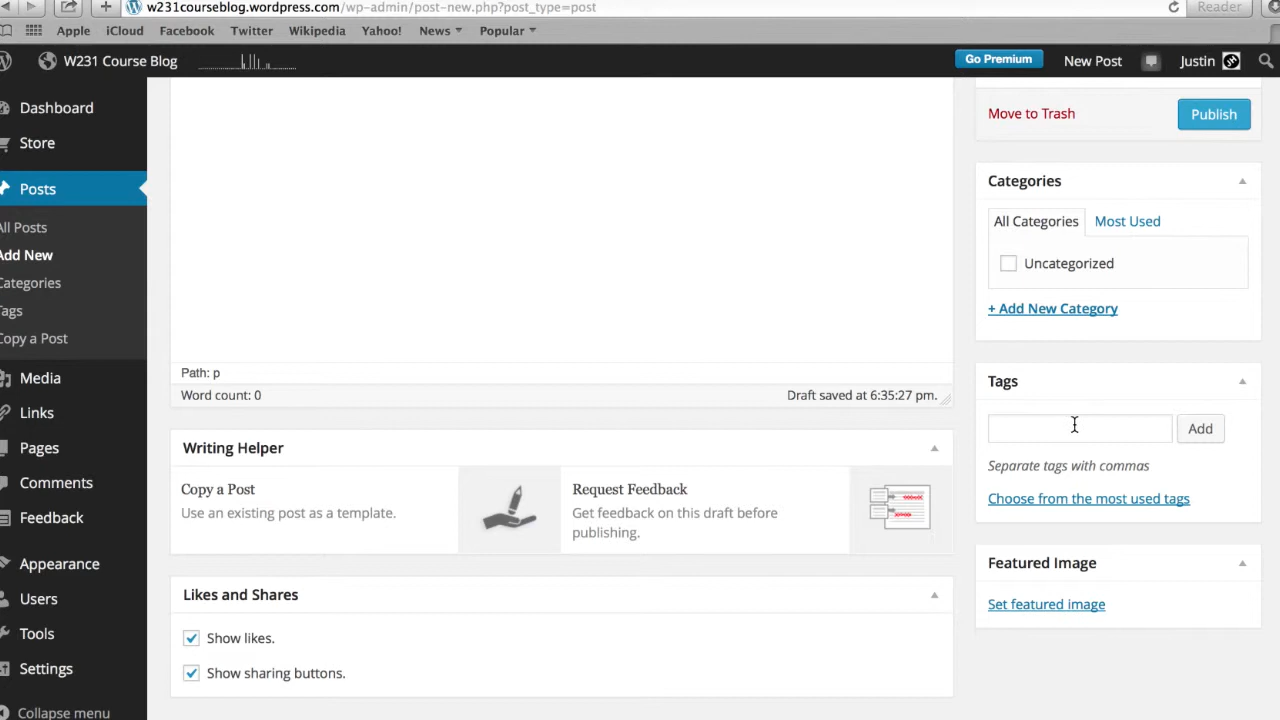 w231courseblog.wordpress.com/wp-admin/post-new.php?post_type=post
Reader
Apple iCloud Facebook Twitter Wikipedia Yahoo! News Popular
W231 Course Blog
Go Premium
New Post
Justin
Dashboard
Store
Posts
All Posts
Add New
Categories
Tags
Copy a Post
Media
Links
Pages
Comments
Feedback
Appearance
Users
Tools
Settings
Collapse menu
Path: p
Word count: 0
Draft saved at 6:35:27 pm.
Writing Helper
Copy a Post
Use an existing post as a template.
Request Feedback
Get feedback on this draft before
publishing.
Likes and Shares
Show likes.
Show sharing buttons.
Move to Trash
Publish
Categories
All Categories
Most Used
Uncategorized
+ Add New Category
Tags
Add
Separate tags with commas
Choose from the most used tags
Featured Image
Set featured image